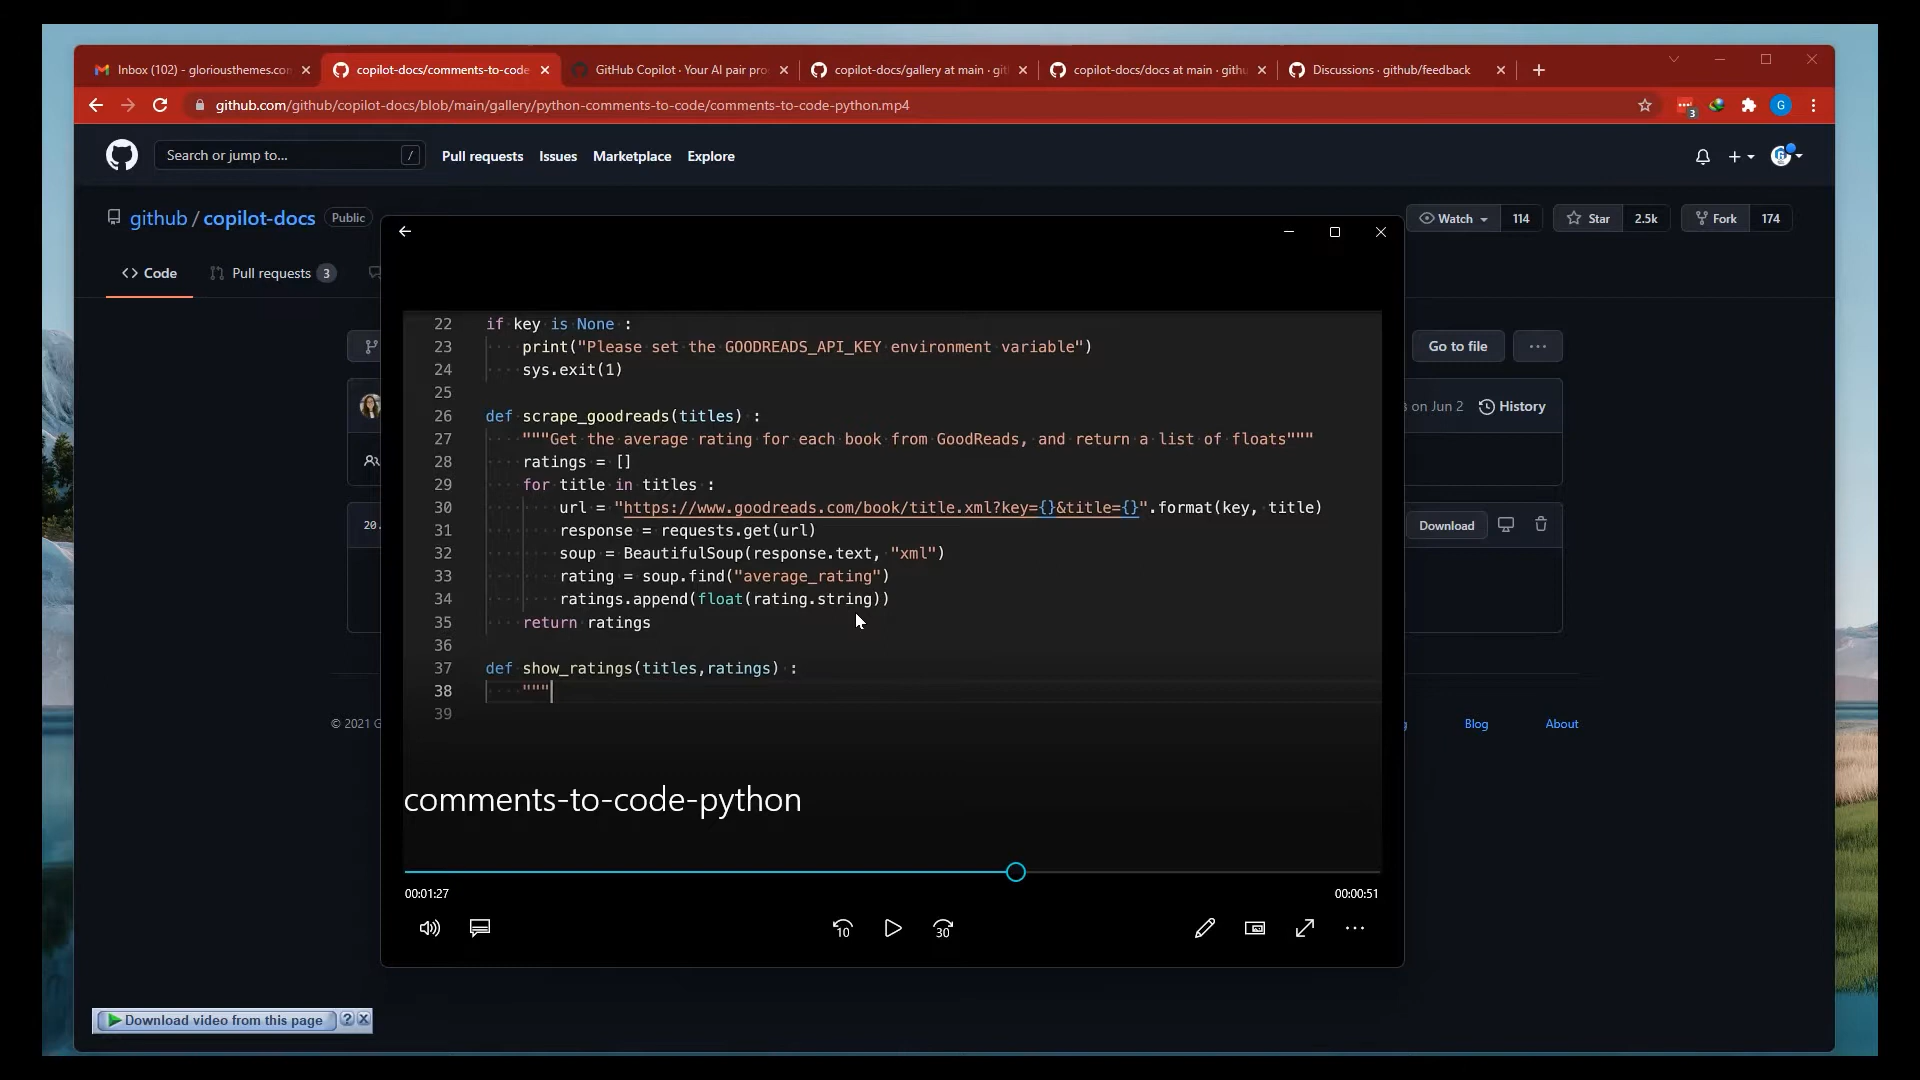 Inbox (102) - gloriousthemes.com
copilot-docs/comments-to-code
GitHub Copilot · Your AI pair pro
copilot-docs/gallery at main · git
copilot-docs/docs at main · githu
Discussions · github/feedback
github.com/github/copilot-docs/blob/main/gallery/python-comments-to-code/comments-to-code-python.mp4
3
G
Search or jump to...
/
Pull requests
Issues
Marketplace
Explore
github / copilot-docs
Public
Watch
114
Star
2.5k
Fork
174
<> Code
Pull requests 3
Go to file
on Jun 2
History
20.
Download
© 2021 G
Blog
About
22 if key is None :
23 print("Please set the GOODREADS_API_KEY environment variable")
24 sys.exit(1)
25
26 def scrape_goodreads(titles) :
27 """Get the average rating for each book from GoodReads, and return a list of floats"""
28 ratings = []
29 for title in titles :
30 url = "https://www.goodreads.com/book/title.xml?key={}&title={}".format(key, title)
31 response = requests.get(url)
32 soup = BeautifulSoup(response.text, "xml")
33 rating = soup.find("average_rating")
34 ratings.append(float(rating.string))
35 return ratings
36
37 def show_ratings(titles,ratings) :
38 """
39
comments-to-code-python
00:01:27
00:00:51
10
30
Download video from this page